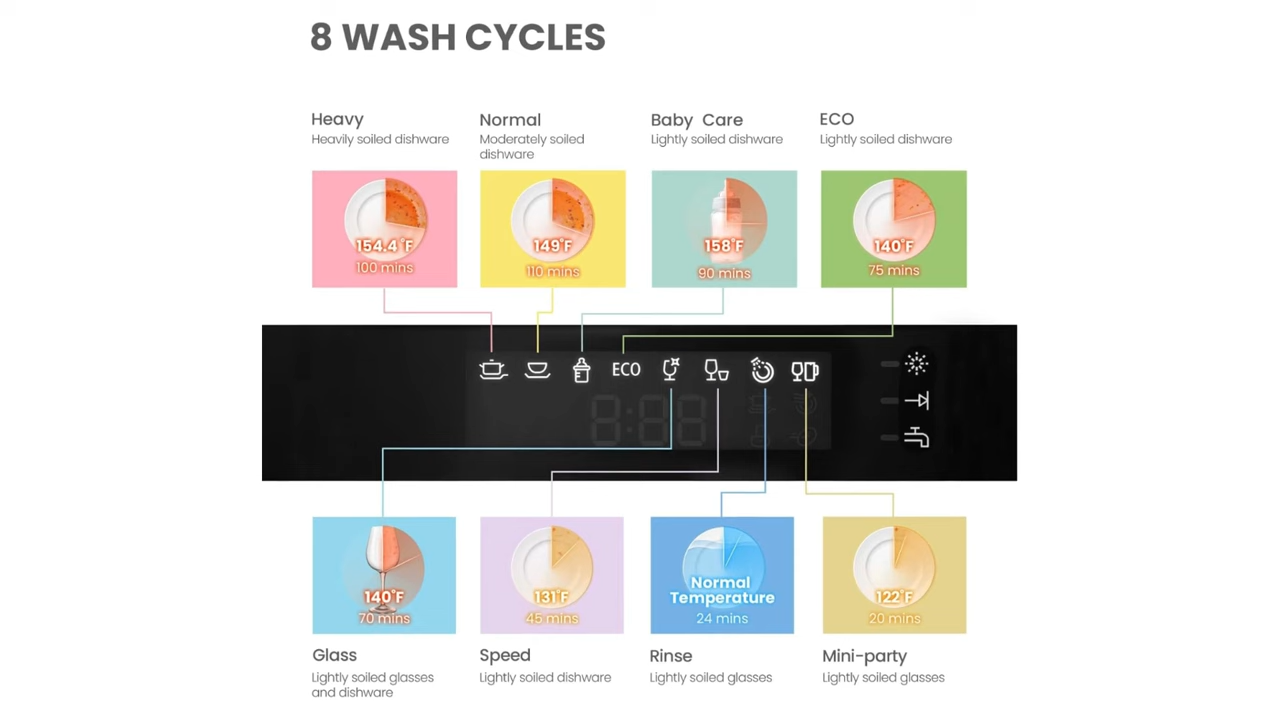 8 WASH CYCLES
Heavy
Heavily soiled dishware
Normal
Moderately soiled
dishware
Baby Care
Lightly soiled dishware
ECO
Lightly soiled dishware
154.4°F
100 mins
149°F
110 mins
158°F
90 mins
140°F
75 mins
ECO
8:88
140°F
70 mins
131°F
45 mins
Normal
Temperature
24 mins
122°F
20 mins
Glass
Lightly soiled glasses
and dishware
Speed
Lightly soiled dishware
Rinse
Lightly soiled glasses
Mini-party
Lightly soiled glasses